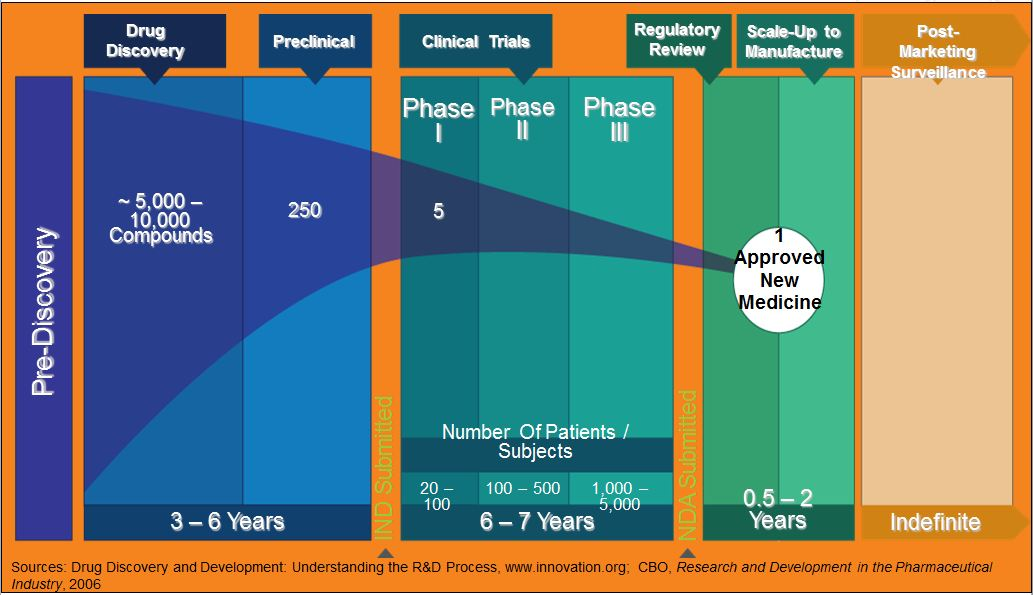 Drug
Discovery
Preclinical
Clinical Trials
Regulatory
Review
Scale-Up to
Manufacture
Post-
Marketing
Surveillance
Pre-Discovery
~ 5,000 –
10,000
Compounds
250
Phase
I
Phase
II
Phase
III
5
1
Approved
New
Medicine
IND Submitted
NDA Submitted
Number Of Patients /
Subjects
20 –
100
100 – 500
1,000 –
5,000
3 – 6 Years
6 – 7 Years
0.5 – 2
Years
Indefinite
Sources: Drug Discovery and Development: Understanding the R&D Process, www.innovation.org; CBO, Research and Development in the Pharmaceutical
Industry, 2006